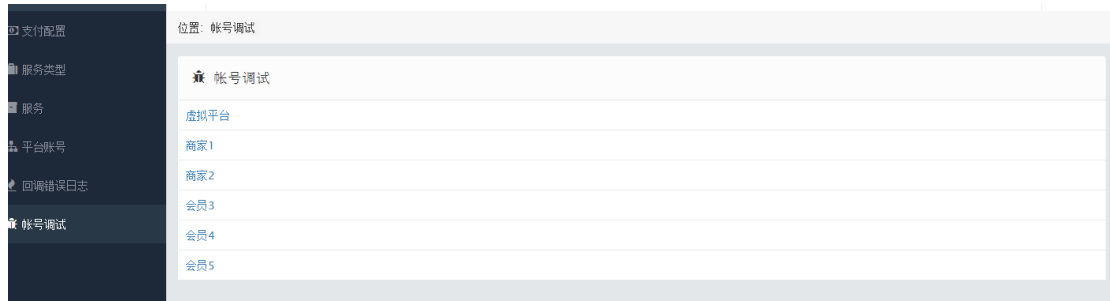 支付配置
服务类型
服务
平台账号
回调错误日志
帐号调试
位置：帐号调试
帐号调试
虚拟平台
商家1
商家2
会员3
会员4
会员5